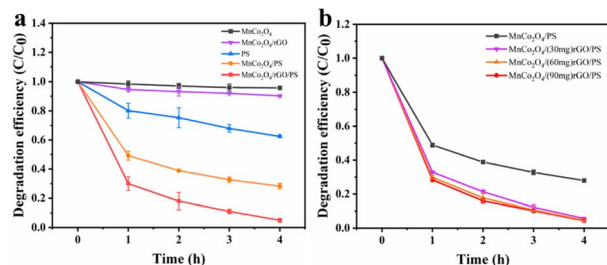 a
Degradation efficiency (C/C0)
1.4
1.2
1.0
0.8
0.6
0.4
0.2
0.0
MnCo₂O₄
MnCo₂O₄/rGO
PS
MnCo₂O₄/PS
MnCo₂O₄/rGO/PS
0 1 2 3 4
Time (h)
b
Degradation efficiency (C/C0)
1.2
1.0
0.8
0.6
0.4
0.2
0.0
MnCo₂O₄/PS
MnCo₂O₄/(30mg)rGO/PS
MnCo₂O₄/(60mg)rGO/PS
MnCo₂O₄/(90mg)rGO/PS
0 1 2 3 4
Time (h)